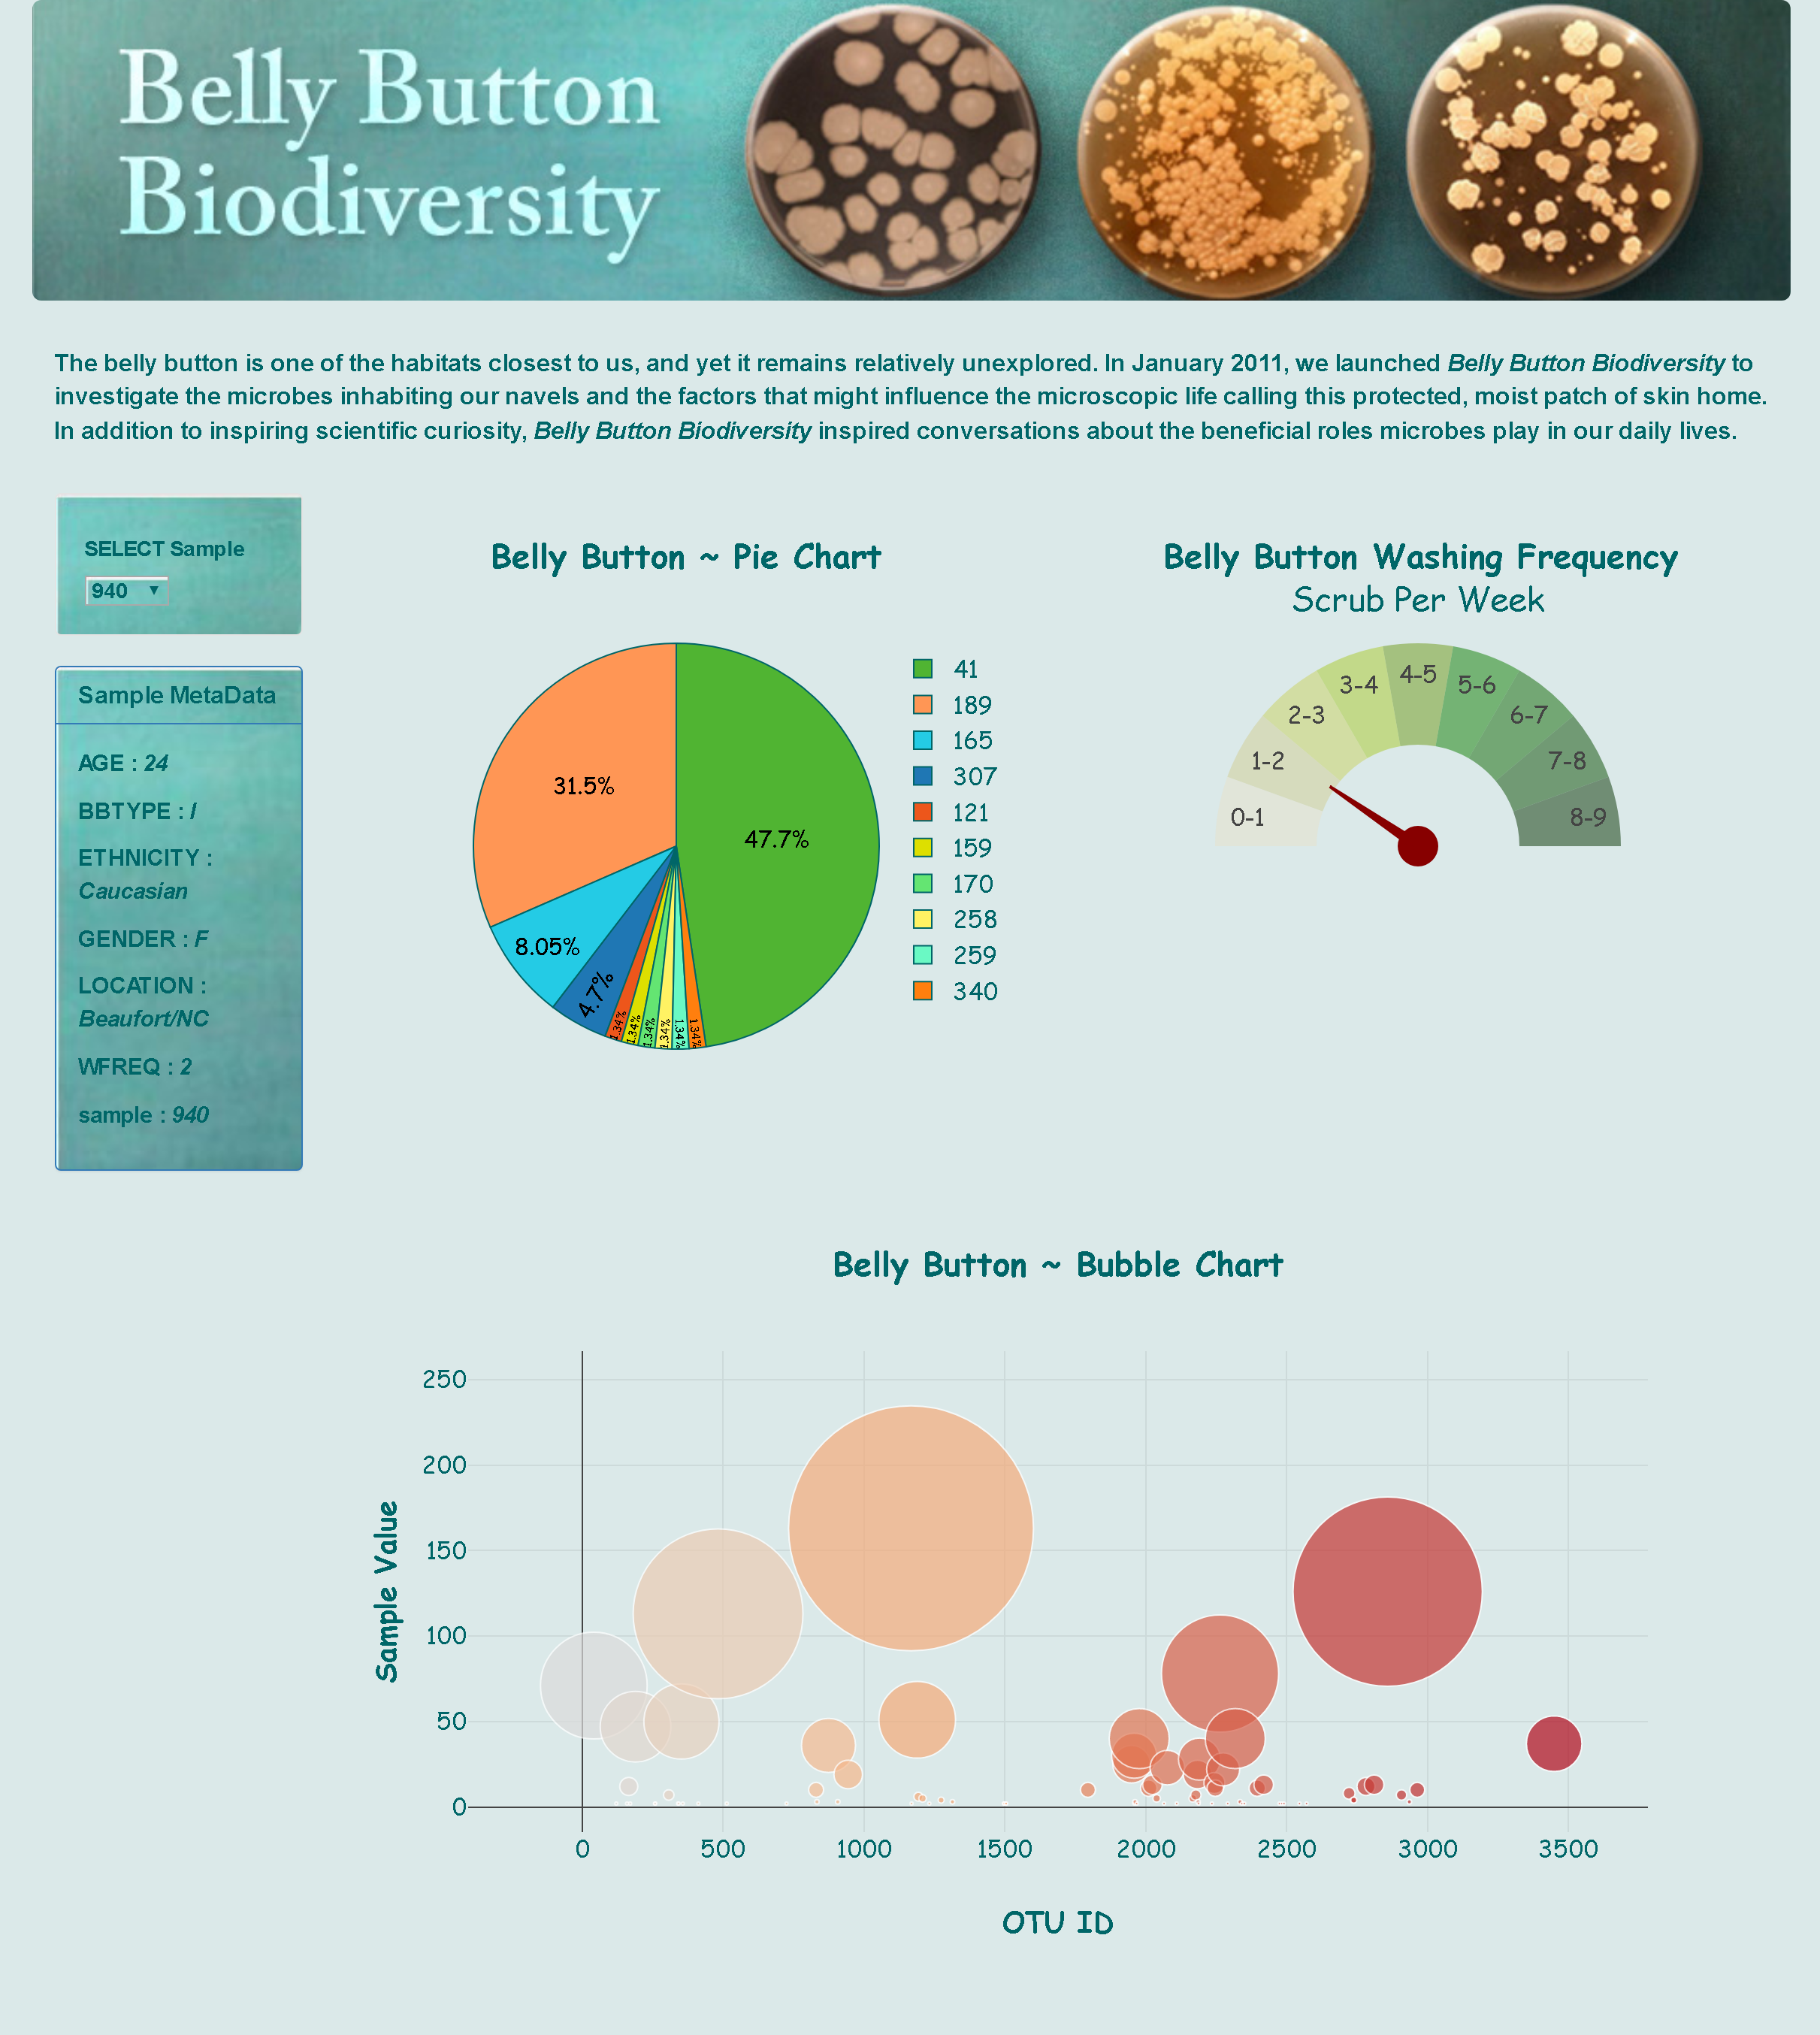 Belly Button
Biodiversity
The belly button is one of the habitats closest to us, and yet it remains relatively unexplored. In January 2011, we launched Belly Button Biodiversity to
investigate the microbes inhabiting our navels and the factors that might influence the microscopic life calling this protected, moist patch of skin home.
In addition to inspiring scientific curiosity, Belly Button Biodiversity inspired conversations about the beneficial roles microbes play in our daily lives.
SELECT Sample
940
Sample MetaData
AGE : 24
BBTYPE : I
ETHNICITY :
Caucasian
GENDER : F
LOCATION :
Beaufort/NC
WFREQ : 2
sample : 940
Belly Button ~ Pie Chart
47.7%
31.5%
8.05%
4.7%
1.34%
1.34%
1.34%
1.34%
1.34%
1.34%
41
189
165
307
121
159
170
258
259
340
Belly Button Washing Frequency
Scrub Per Week
0-1
1-2
2-3
3-4
4-5
5-6
6-7
7-8
8-9
Belly Button ~ Bubble Chart
Sample Value
250
200
150
100
50
0
0 500 1000 1500 2000 2500 3000 3500
OTU ID